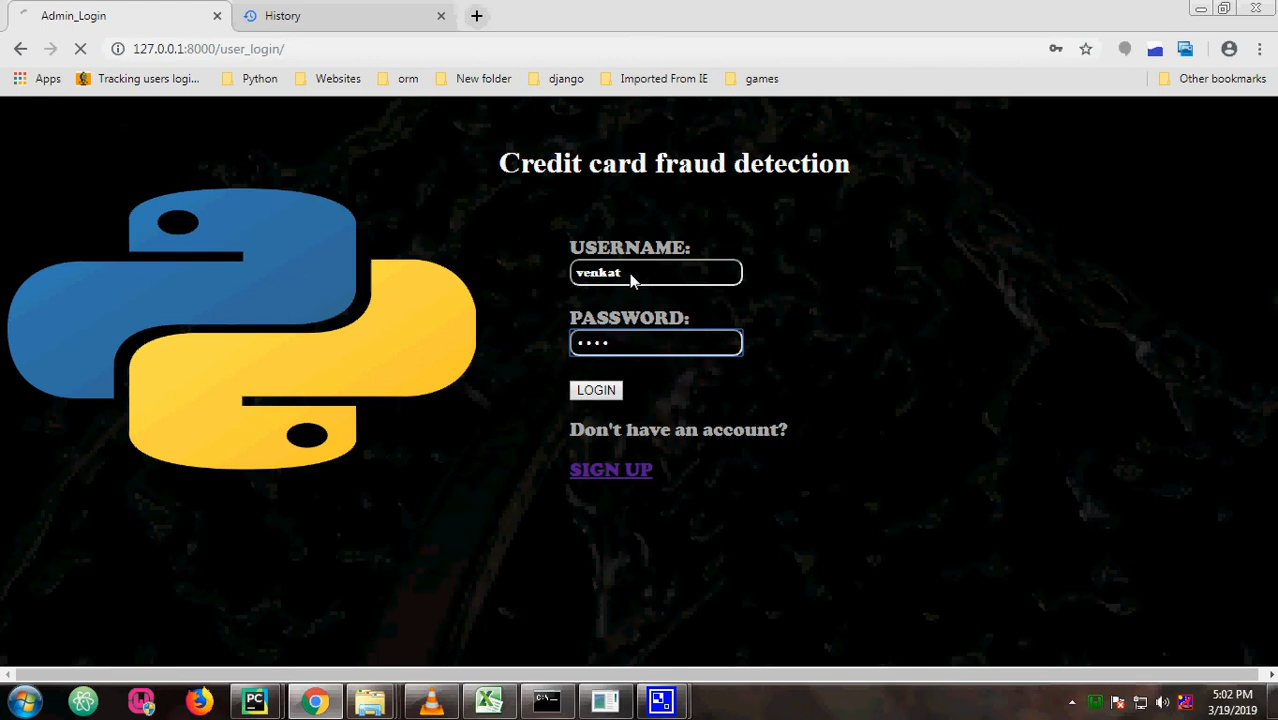 Admin_Login
History
127.0.0.1:8000/user_login/
Apps
Tracking users logi...
Python
Websites
orm
New folder
django
Imported From IE
games
Other bookmarks
Credit card fraud detection
USERNAME:
venkat
PASSWORD:
••••
LOGIN
Don't have an account?
SIGN UP
PC
5:02 PM
3/19/2019